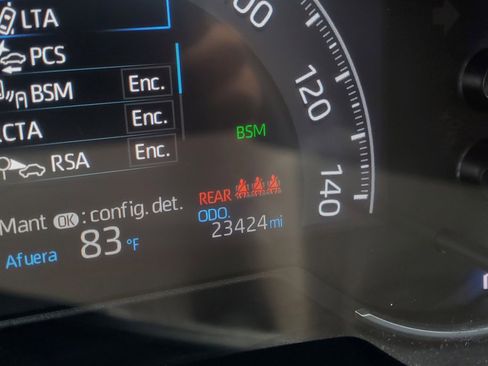 LTA
PCS
BSM Enc.
CTA Enc.
RSA Enc.
Mant OK : config. det.
Afuera 83 °F
BSM
REAR
ODO.
23424 mi
120
140